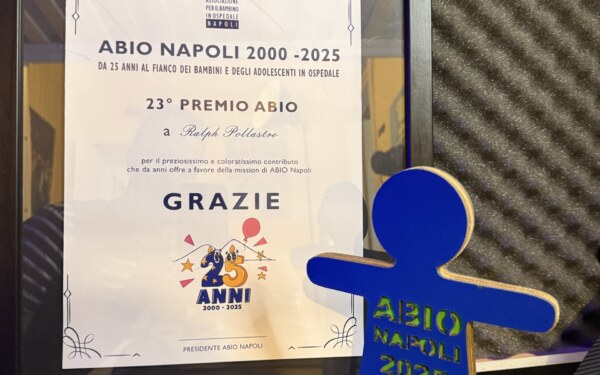 ASSOCIAZIONE
PER IL BAMBINO
IN OSPEDALE
NAPOLI
ABIO NAPOLI 2000 -2025
DA 25 ANNI AL FIANCO DEI BAMBINI E DEGLI ADOLESCENTI IN OSPEDALE
23° PREMIO ABIO
a Ralph Pollastro
per il preziosissimo e coloratissimo contributo
che da anni offre a favore della mission di ABIO Napoli
GRAZIE
25
ANNI
2000 - 2025
PRESIDENTE ABIO NAPOLI
ABIO
NAPOLI
2025